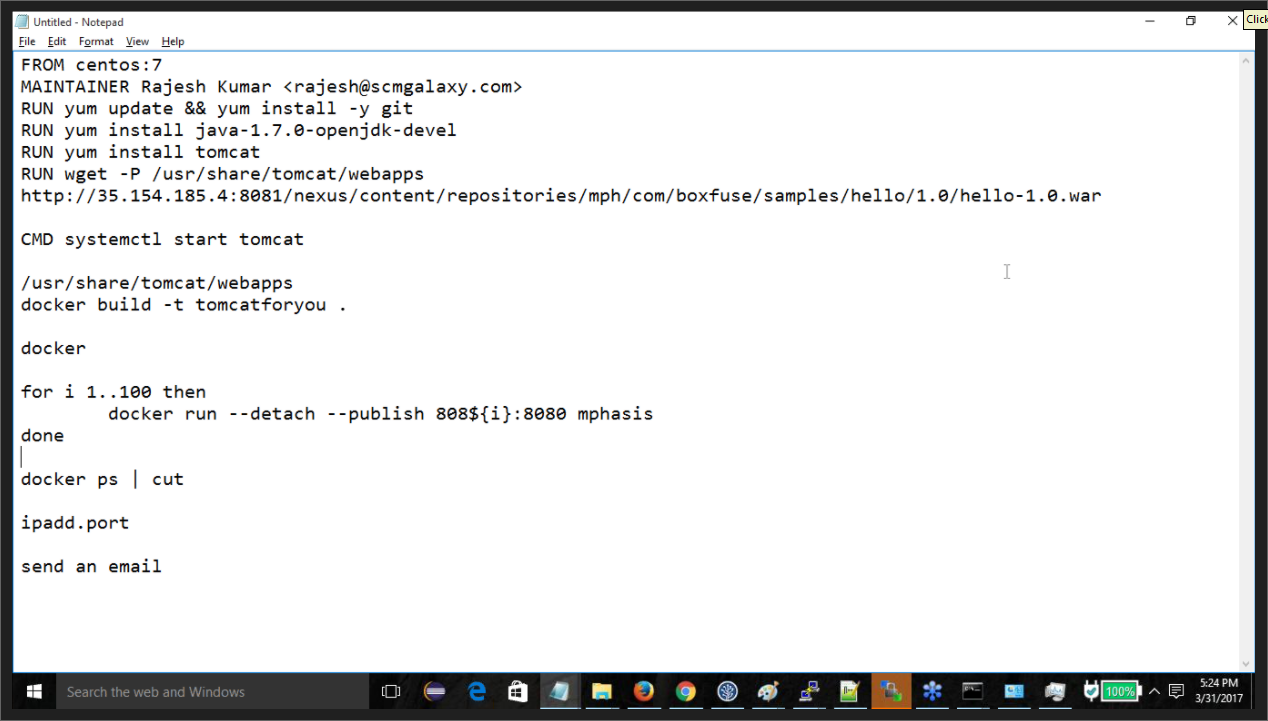 Untitled - Notepad
Click
File Edit Format View Help
FROM centos:7
MAINTAINER Rajesh Kumar <rajesh@scmgalaxy.com>
RUN yum update && yum install -y git
RUN yum install java-1.7.0-openjdk-devel
RUN yum install tomcat
RUN wget -P /usr/share/tomcat/webapps
http://35.154.185.4:8081/nexus/content/repositories/mph/com/boxfuse/samples/hello/1.0/hello-1.0.war
CMD systemctl start tomcat
/usr/share/tomcat/webapps
docker build -t tomcatforyou .
docker
for i 1..100 then
docker run --detach --publish 808${i}:8080 mphasis
done
docker ps | cut
ipadd.port
send an email
Search the web and Windows
100%
5:24 PM
3/31/2017